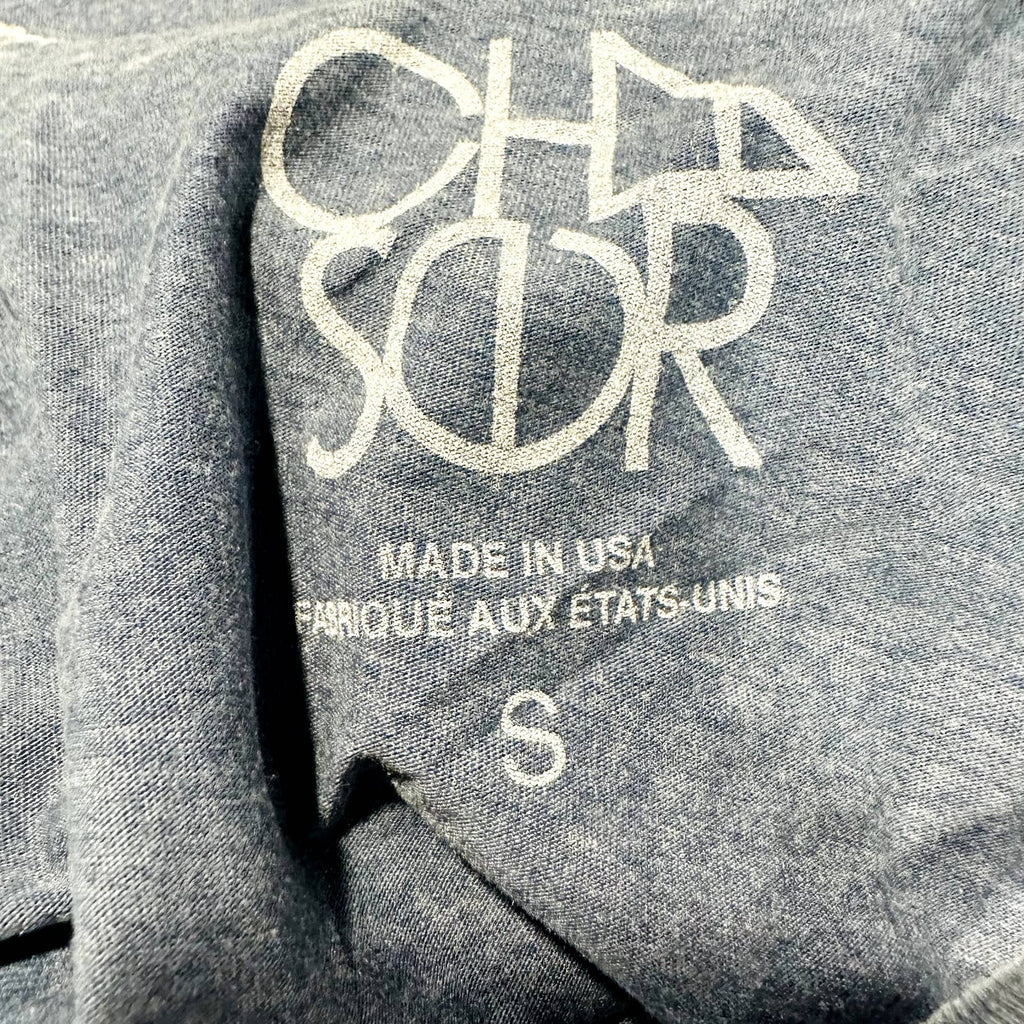 CHA
SOR
MADE IN USA
FABRIQUÉ AUX ÉTATS-UNIS
S